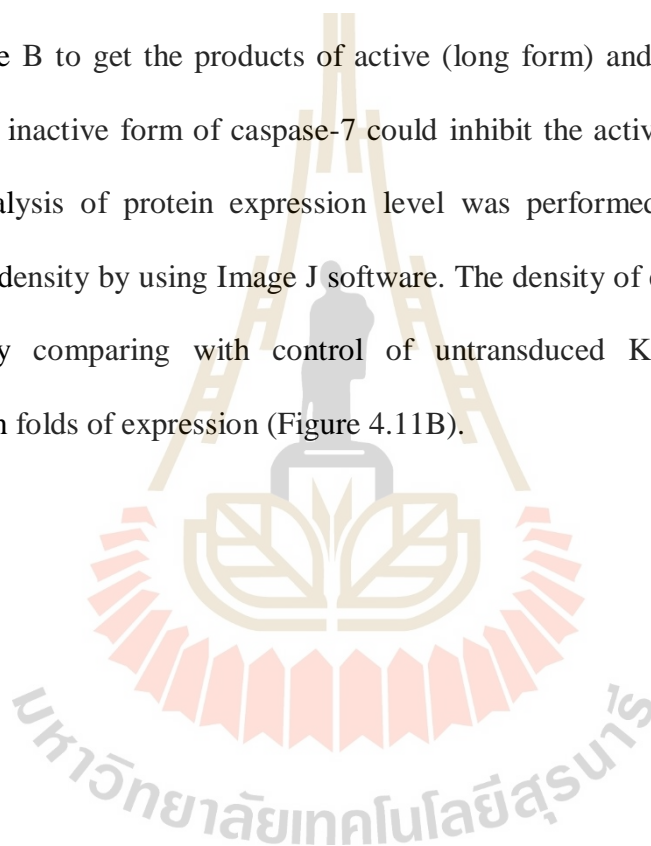 e B to get the products of active (long form) and
inactive form of caspase-7 could inhibit the activ
alysis of protein expression level was performed
density by using Image J software. The density of
y comparing with control of untransduced K
folds of expression (Figure 4.11B).
มหาวิทยาลัยเทคโนโลยีสุรนารี